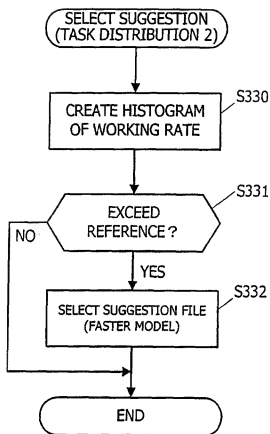 SELECT SUGGESTION
(TASK DISTRIBUTION 2)
S330
CREATE HISTOGRAM
OF WORKING RATE
S331
EXCEED
REFERENCE?
NO
YES
S332
SELECT SUGGESTION FILE
(FASTER MODEL)
END